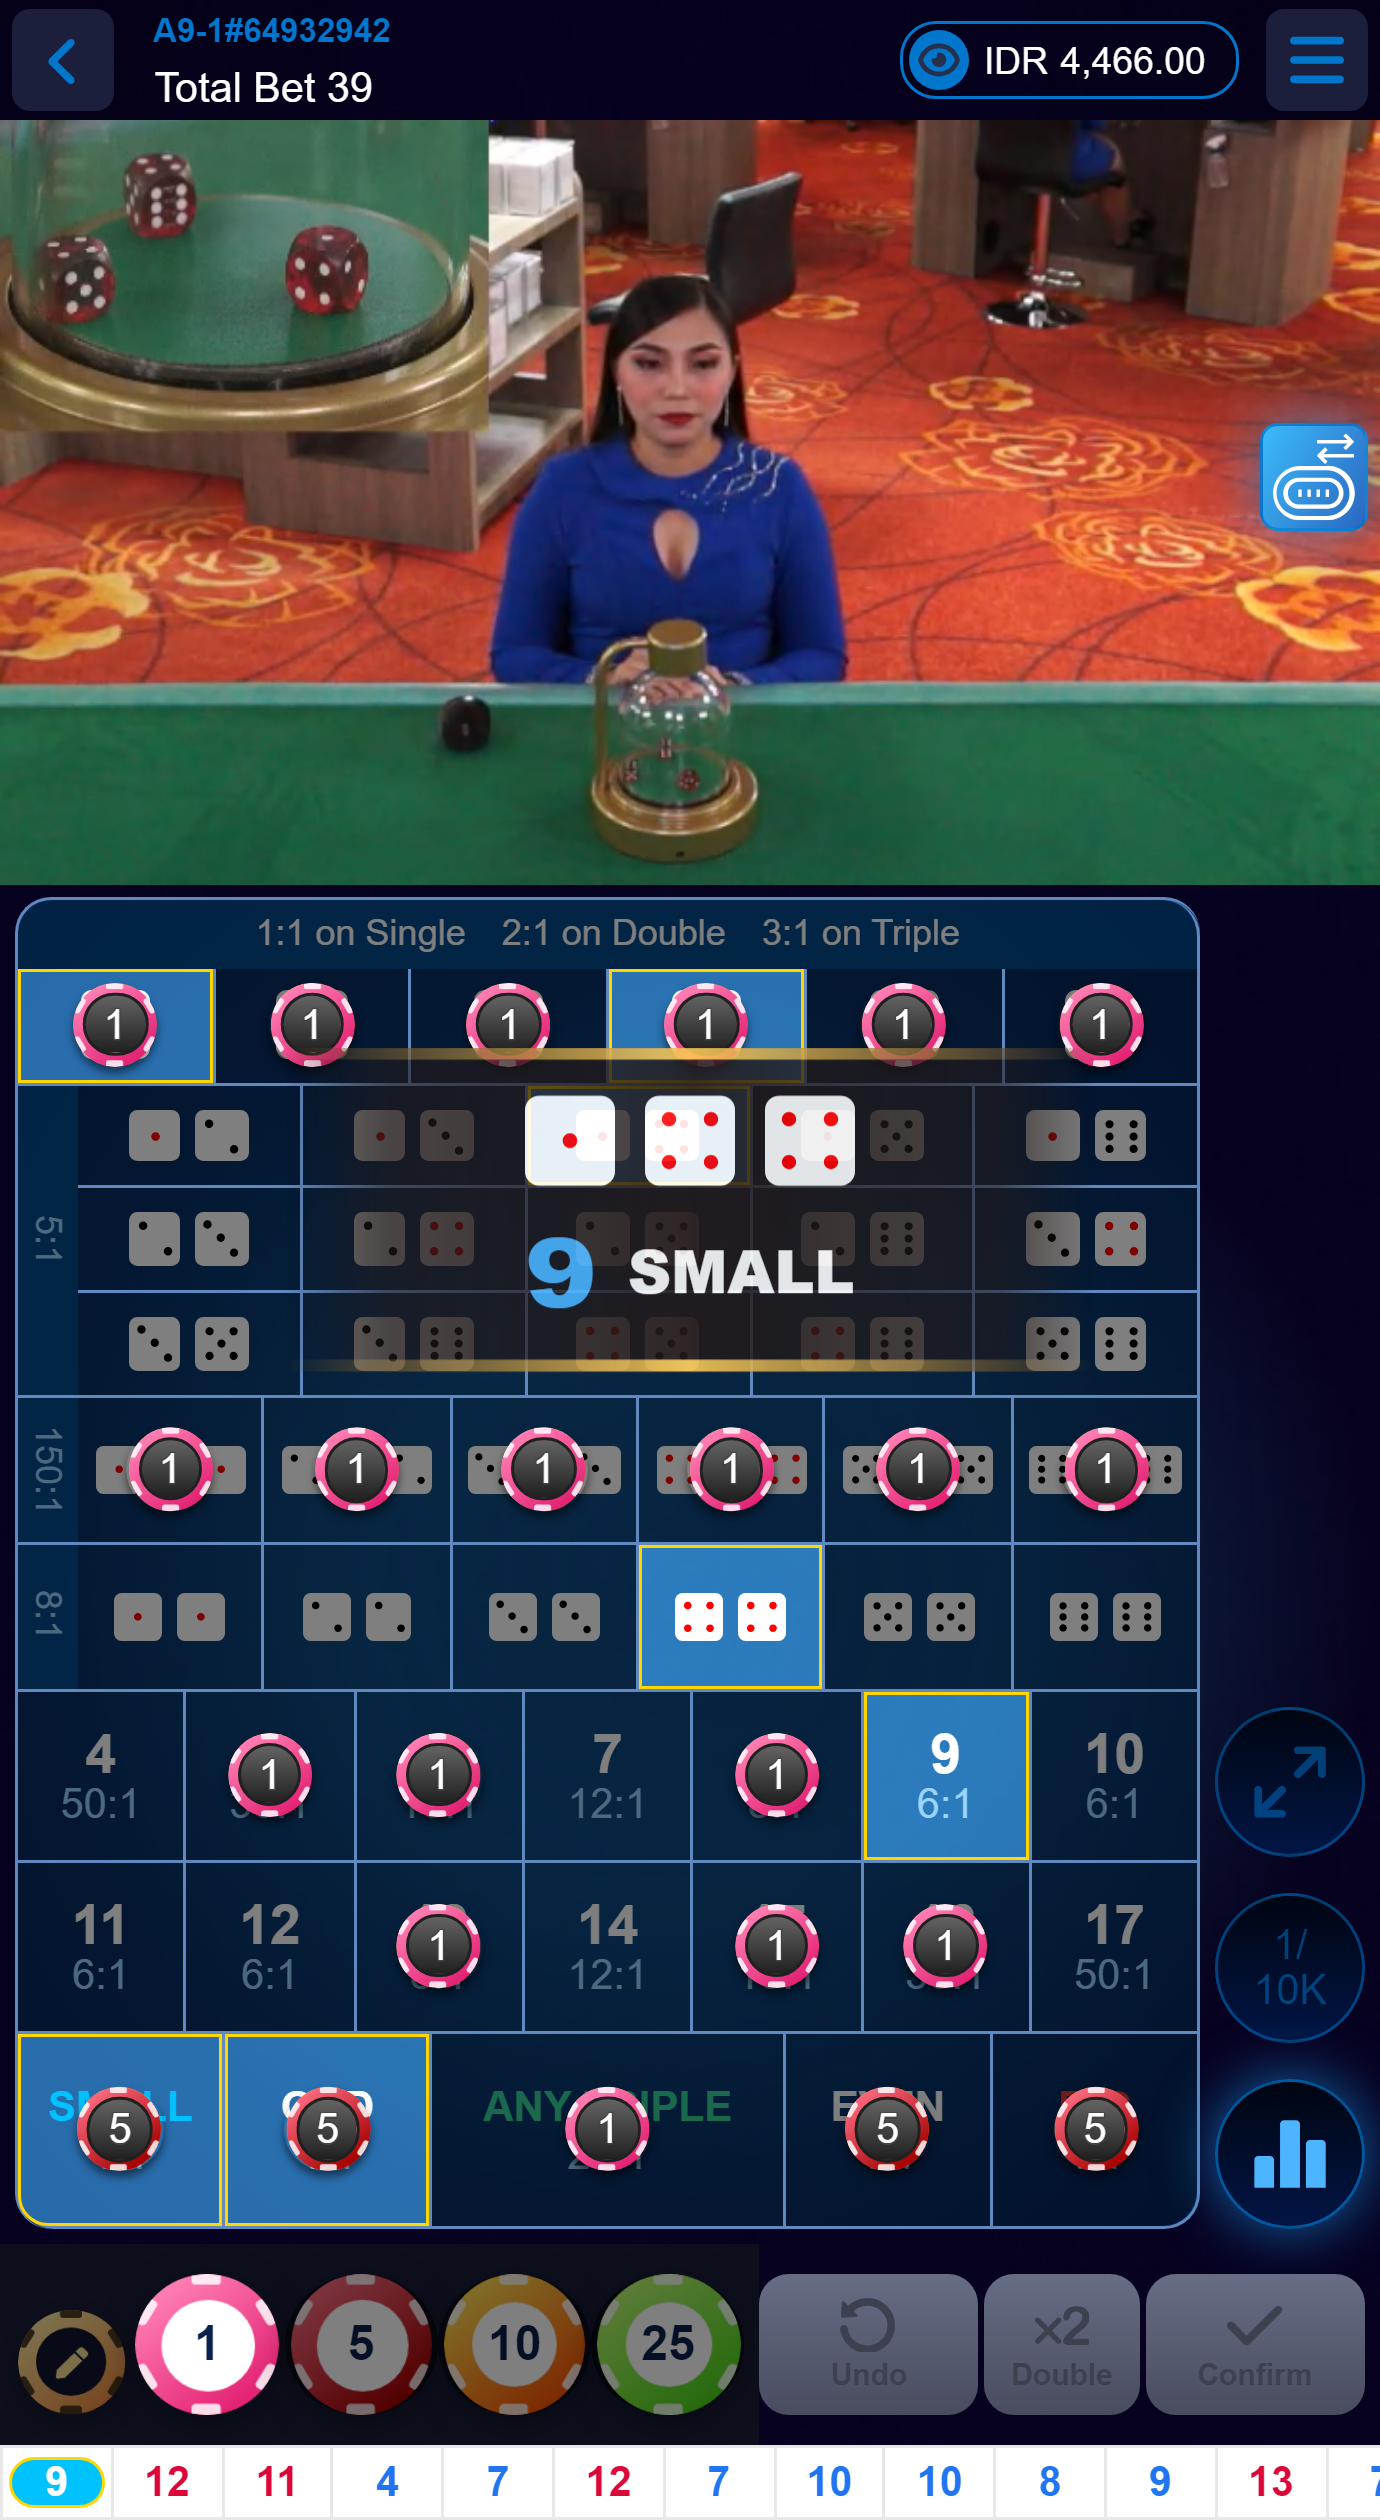 A9-1#64932942
Total Bet 39
IDR 4,466.00
1:1 on Single 2:1 on Double 3:1 on Triple
1 1 1 1 1 1
5:1
9 SMALL
150:1
1 1 1 1 1 1
8:1
4 1 1 7 1 9 10
50:1 12:1 6:1 6:1
11 12 1 14 1 1 17
6:1 6:1 12:1 50:1
1/
10K
5 5 1 5 5
1 5 10 25
x2
Undo Double Confirm
9 12 11 4 7 12 7 10 10 8 9 13